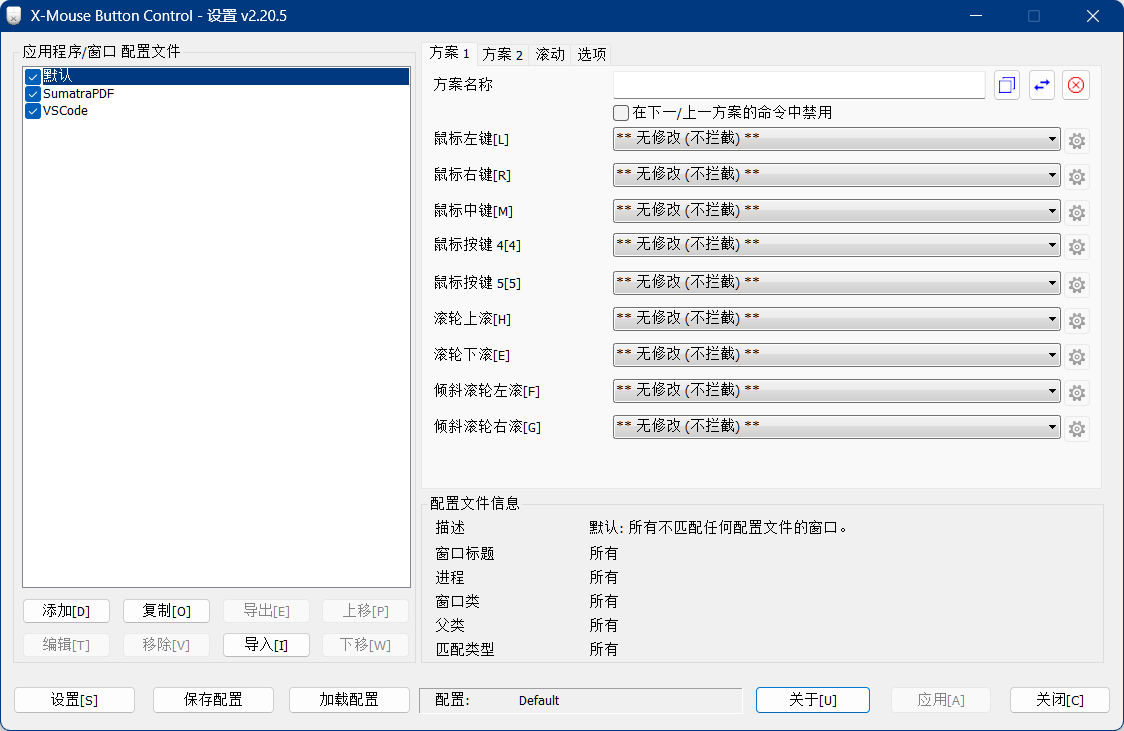 X-Mouse Button Control - 设置 v2.20.5
应用程序/窗口 配置文件
默认
SumatraPDF
VSCode
添加[D]
复制[O]
导出[E]
上移[P]
编辑[T]
移除[V]
导入[I]
下移[W]
方案 1
方案 2
滚动
选项
方案名称
在下一/上一方案的命令中禁用
鼠标左键[L]
** 无修改 (不拦截) **
鼠标右键[R]
** 无修改 (不拦截) **
鼠标中键[M]
** 无修改 (不拦截) **
鼠标按键 4[4]
** 无修改 (不拦截) **
鼠标按键 5[5]
** 无修改 (不拦截) **
滚轮上滚[H]
** 无修改 (不拦截) **
滚轮下滚[E]
** 无修改 (不拦截) **
倾斜滚轮左滚[F]
** 无修改 (不拦截) **
倾斜滚轮右滚[G]
** 无修改 (不拦截) **
配置文件信息
描述
默认: 所有不匹配任何配置文件的窗口。
窗口标题
所有
进程
所有
窗口类
所有
父类
所有
匹配类型
所有
设置[S]
保存配置
加载配置
配置:
Default
关于[U]
应用[A]
关闭[C]